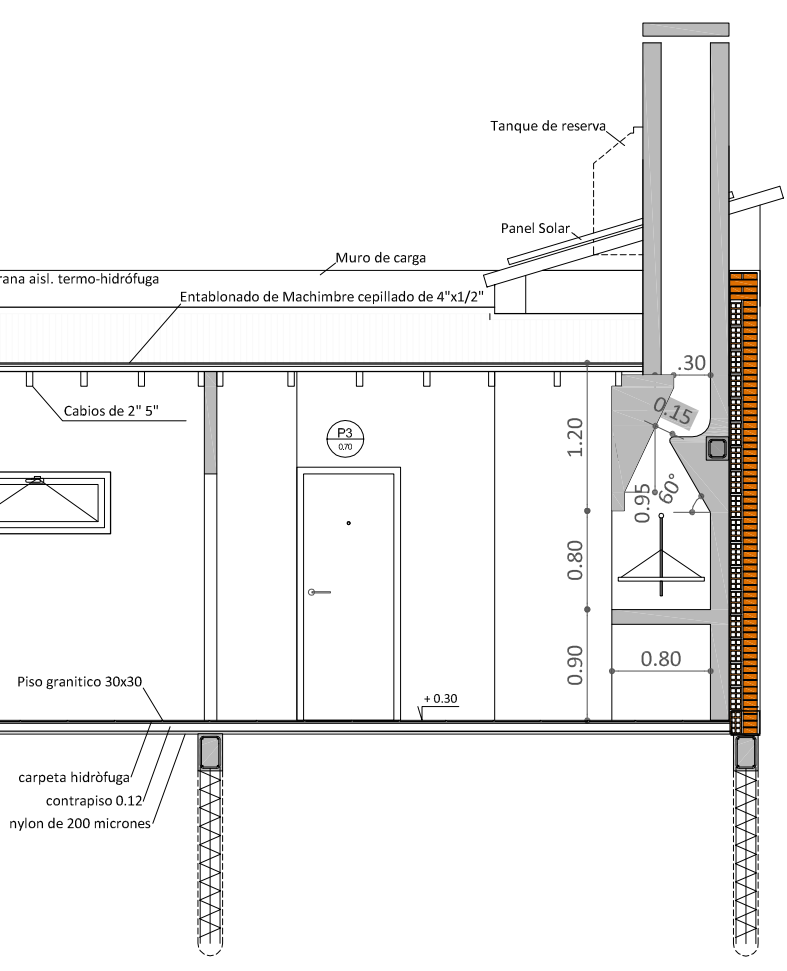 Tanque de reserva
Panel Solar
Muro de carga
rana aisl. termo-hidrófuga
Entablonado de Machimbre cepillado de 4"x1/2"
.30
0.15
Cabios de 2" 5"
P3
0.70
1.20
0.95
60°
0.80
0.90
0.80
Piso granitico 30x30
+ 0.30
carpeta hidròfuga
contrapiso 0.12
nylon de 200 micrones